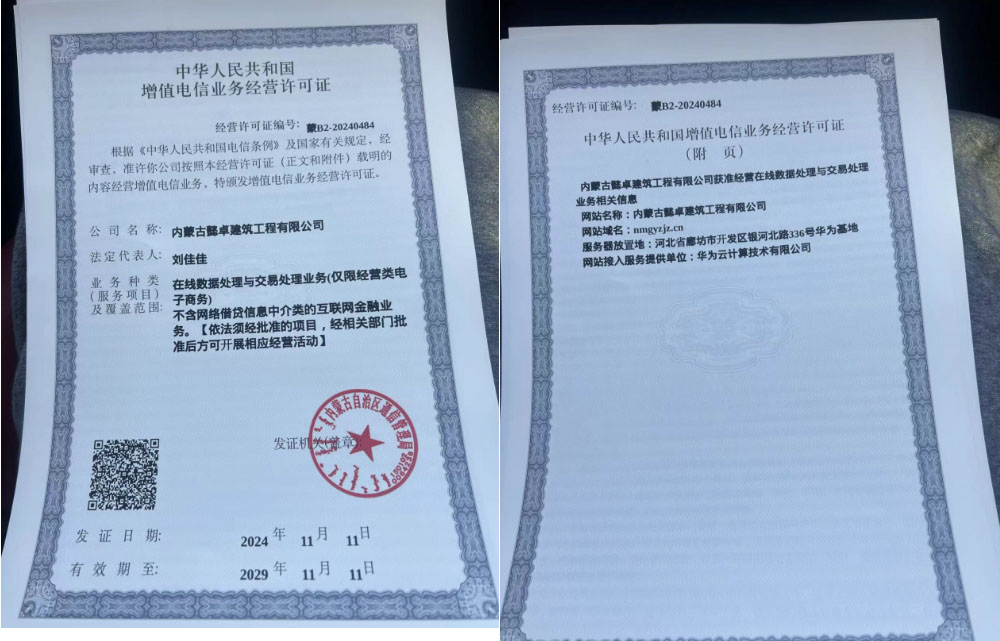 中华人民共和国
增值电信业务经营许可证
经营许可证编号: 蒙B2-20240484
根据《中华人民共和国电信条例》及国家有关规定，经
审查，准许你公司按照本经营许可证（正文和附件）载明的
内容经营增值电信业务，特颁发增值电信业务经营许可证。
公司名称: 内蒙古懿卓建筑工程有限公司
法定代表人: 刘佳佳
业务种类
（服务项目）
及覆盖范围:
在线数据处理与交易处理业务(仅限经营类电
子商务)
不含网络借贷信息中介类的互联网金融业
务。【依法须经批准的项目，经相关部门批
准后方可开展相应经营活动】
内蒙古自治区通信管理局
发证机关(盖章):
发证日期: 2024年 11月 11日
有效期至: 2029年 11月 11日
经营许可证编号: 蒙B2-20240484
中华人民共和国增值电信业务经营许可证
（附 页）
内蒙古懿卓建筑工程有限公司获准经营在线数据处理与交易处理
业务相关信息
网站名称：内蒙古懿卓建筑工程有限公司
网站域名：nmgyzjz.cn
服务器放置地：河北省廊坊市开发区银河北路336号华为基地
网站接入服务提供单位：华为云计算技术有限公司